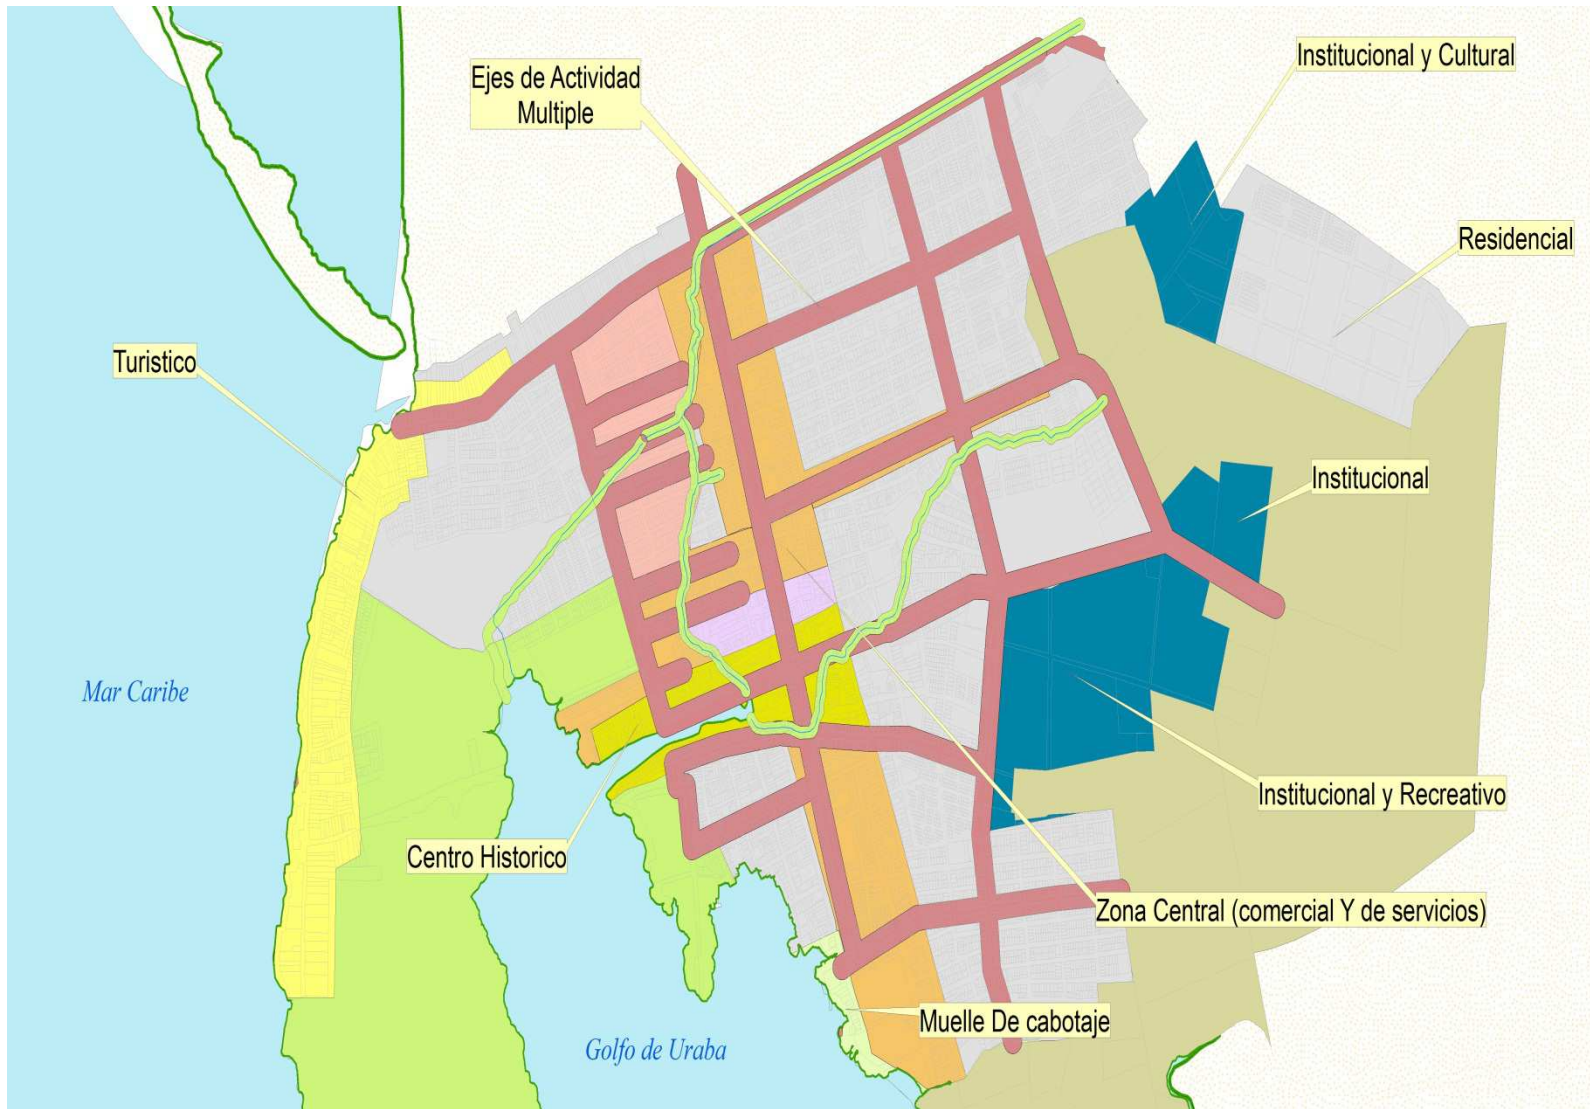 Institucional y Cultural
Ejes de Actividad
Multiple
Residencial
Turistico
Institucional
Mar Caribe
Institucional y Recreativo
Centro Historico
Zona Central (comercial Y de servicios)
Muelle De cabotaje
Golfo de Uraba